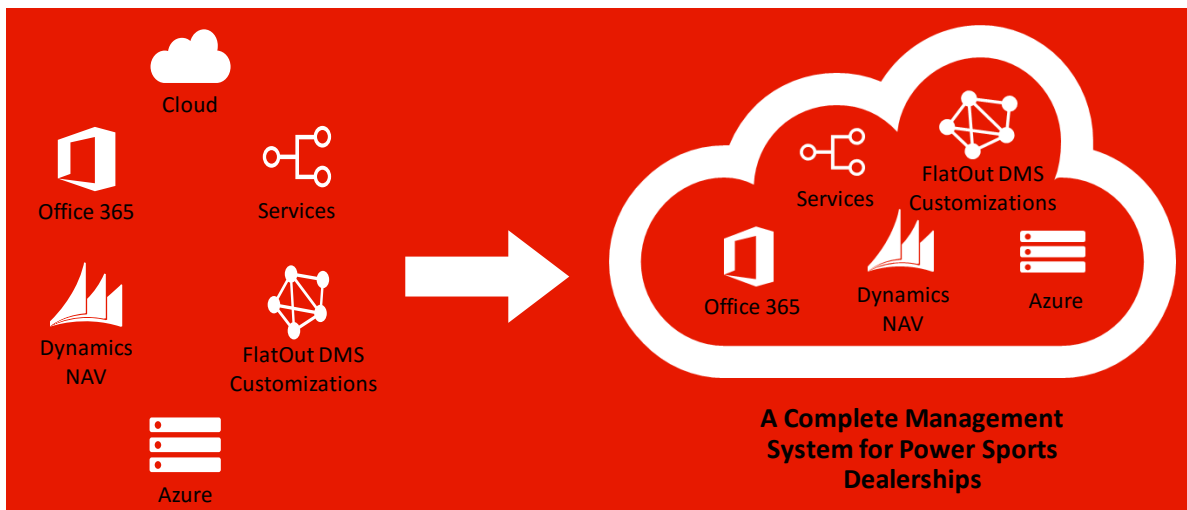 Cloud
Office 365
Services
Dynamics
NAV
FlatOut DMS
Customizations
Azure
Services
FlatOut DMS
Customizations
Office 365
Dynamics
NAV
Azure
A Complete Management
System for Power Sports
Dealerships